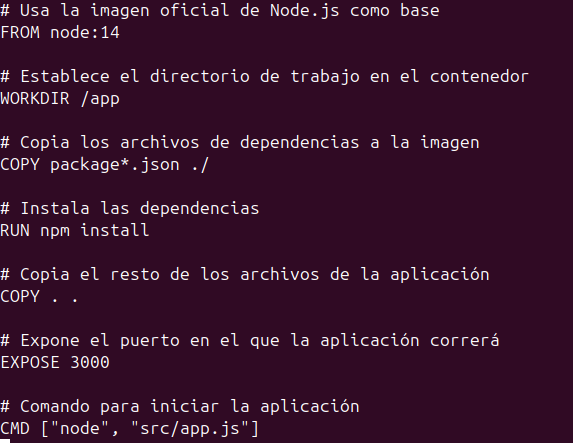 # Usa la imagen oficial de Node.js como base
FROM node:14
# Establece el directorio de trabajo en el contenedor
WORKDIR /app
# Copia los archivos de dependencias a la imagen
COPY package*.json ./
# Instala las dependencias
RUN npm install
# Copia el resto de los archivos de la aplicación
COPY . .
# Expone el puerto en el que la aplicación correrá
EXPOSE 3000
# Comando para iniciar la aplicación
CMD ["node", "src/app.js"]